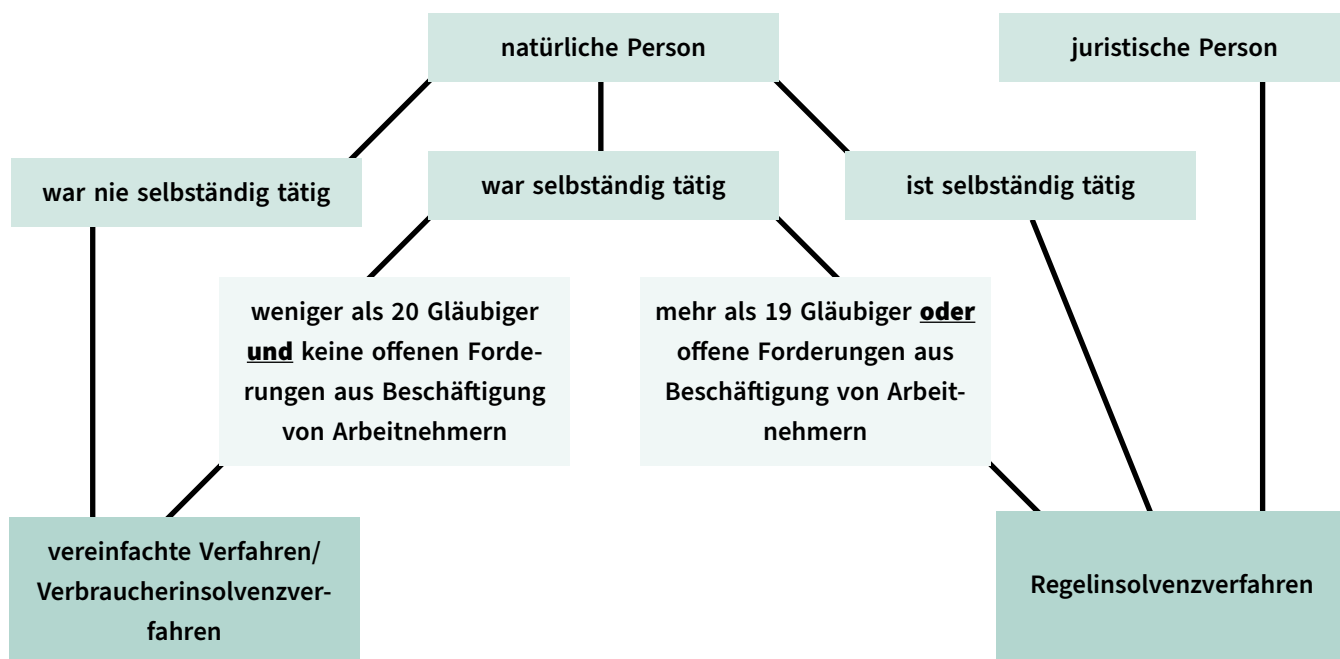 natürliche Person
juristische Person
war nie selbständig tätig
war selbständig tätig
ist selbständig tätig
weniger als 20 Gläubiger
und keine offenen Forde-
rungen aus Beschäftigung
von Arbeitnehmern
mehr als 19 Gläubiger oder
offene Forderungen aus
Beschäftigung von Arbeit-
nehmern
vereinfachte Verfahren/
Verbraucherinsolvenzver-
fahren
Regelinsolvenzverfahren